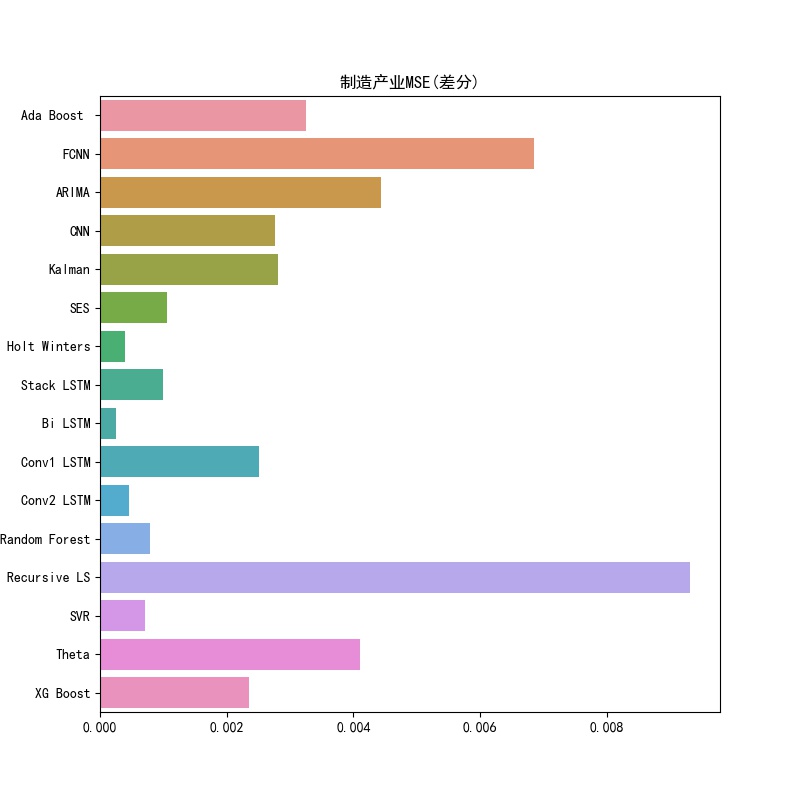 制造产业MSE(差分)
Ada Boost
FCNN
ARIMA
CNN
Kalman
SES
Holt Winters
Stack LSTM
Bi LSTM
Conv1 LSTM
Conv2 LSTM
Random Forest
Recursive LS
SVR
Theta
XG Boost
0.000 0.002 0.004 0.006 0.008